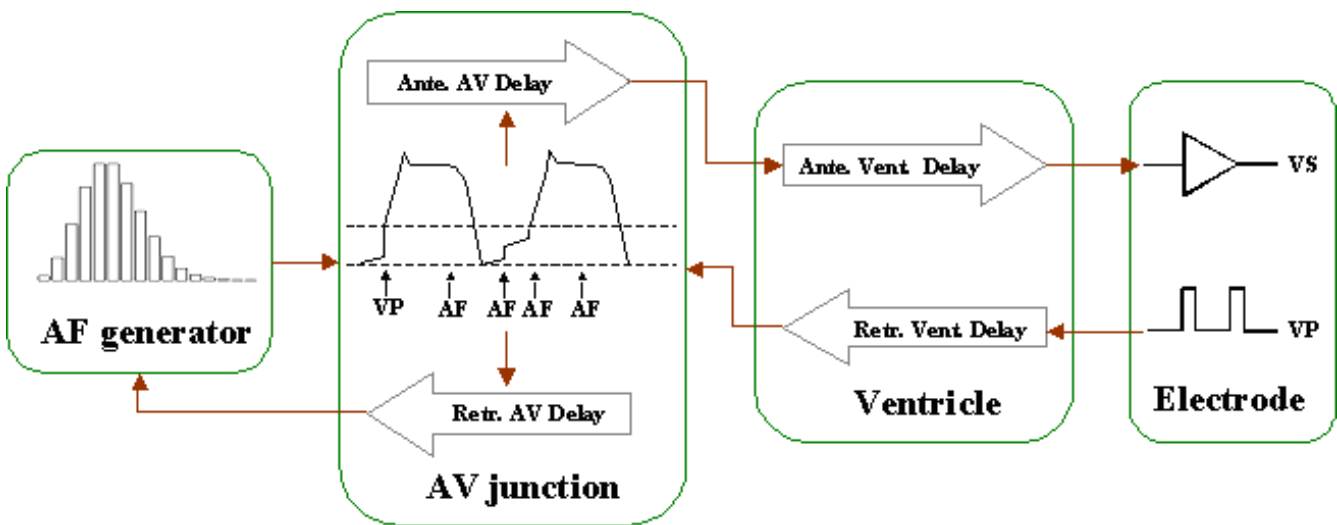 Ante. AV Delay
VP
AF
AF
AF
AF
Retr. AV Delay
AV junction
AF generator
Ante. Vent. Delay
Retr. Vent. Delay
Ventricle
VS
VP
Electrode